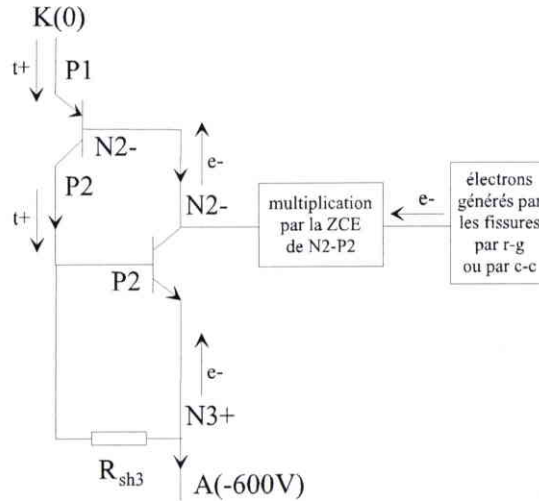 K(0)
t+
P1
N2-
e-
P2
t+
N2-
P2
multiplication
par la ZCE
de N2-P2
e-
électrons
générés par
les fissures
par r-g
ou par c-c
e-
N3+
R_sh3
A(-600V)